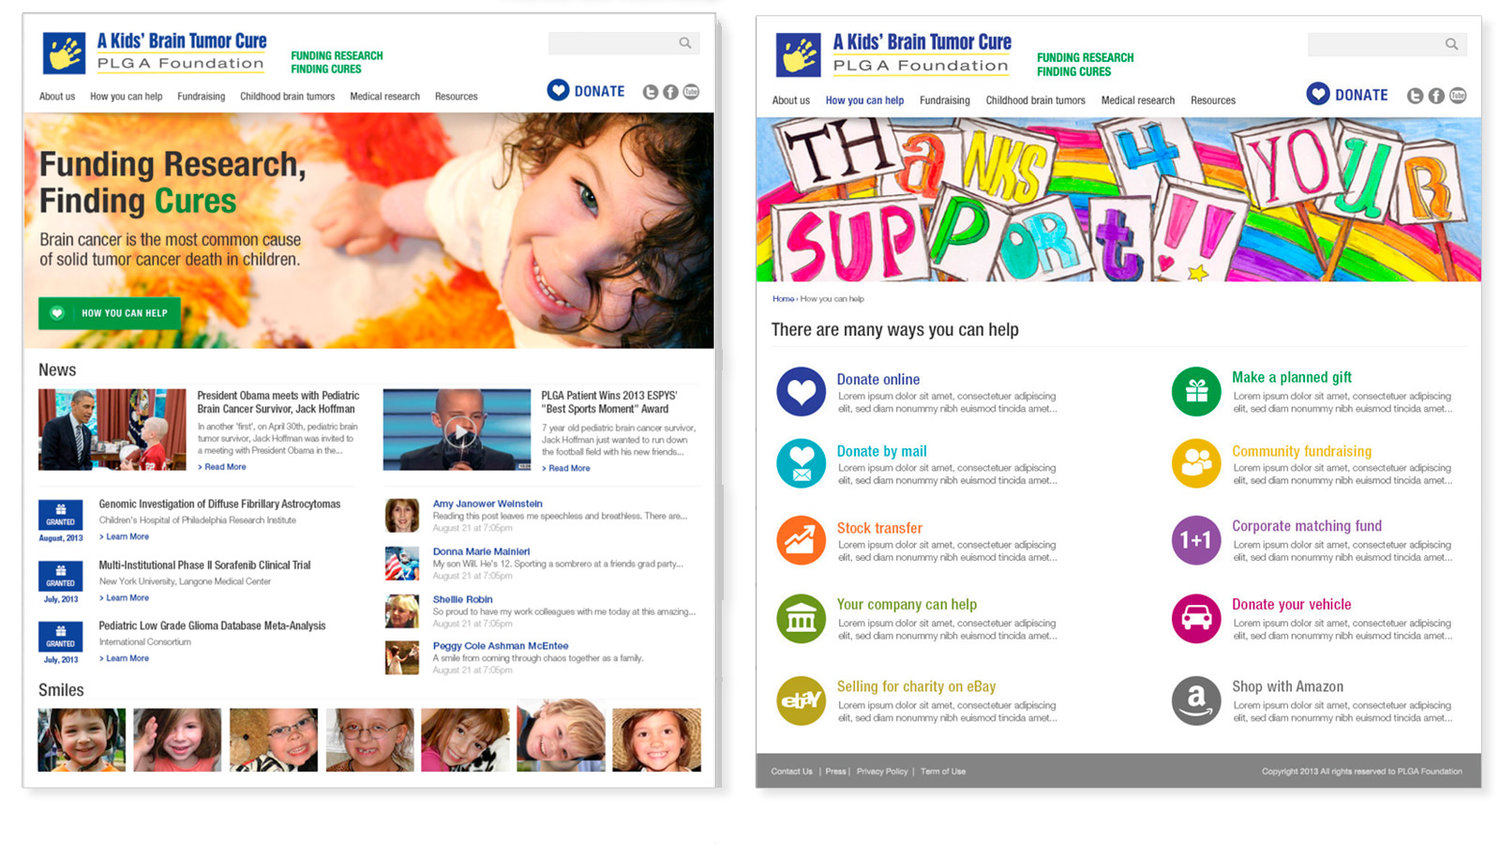 A Kids' Brain Tumor Cure
PLGA Foundation
FUNDING RESEARCH
FINDING CURES
About us
How you can help
Fundraising
Childhood brain tumors
Medical research
Resources
DONATE
You Tube
Funding Research,
Finding Cures
Brain cancer is the most common cause
of solid tumor cancer death in children.
HOW YOU CAN HELP
News
President Obama meets with Pediatric
Brain Cancer Survivor, Jack Hoffman
In another 'first', on April 30th, pediatric brain
tumor survivor, Jack Hoffman was invited to
a meeting with President Obama in the...
> Read More
PLGA Patient Wins 2013 ESPYS'
"Best Sports Moment" Award
7 year old pediatric brain cancer survivor,
Jack Hoffman just wanted to run down
the football field with his new friends...
> Read More
GRANTED
August, 2013
Genomic Investigation of Diffuse Fibrillary Astrocytomas
Children's Hospital of Philadelphia Research Institute
> Learn More
GRANTED
July, 2013
Multi-Institutional Phase II Sorafenib Clinical Trial
New York University, Langone Medical Center
> Learn More
GRANTED
July, 2013
Pediatric Low Grade Glioma Database Meta-Analysis
International Consortium
> Learn More
Amy Janower Weinstein
Reading this post leaves me speechless and breathless. There are...
August 21 at 7:05pm
Donna Marie Mainieri
My son Will. He's 12. Sporting a sombrero at a friends grad party...
August 21 at 7:05pm
Shellie Robin
So proud to have my work colleagues with me today at this amazing...
August 21 at 7:05pm
Peggy Cole Ashman McEntee
A smile from coming through chaos together as a family.
August 21 at 7:05pm
Smiles
A Kids' Brain Tumor Cure
PLGA Foundation
FUNDING RESEARCH
FINDING CURES
About us
How you can help
Fundraising
Childhood brain tumors
Medical research
Resources
DONATE
You Tube
THaNKS 4 YOUR
SUPPORt!!
Home › How you can help
There are many ways you can help
Donate online
Lorem ipsum dolor sit amet, consectetuer adipiscing
elit, sed diam nonummy nibh euismod tincida amet...
Make a planned gift
Lorem ipsum dolor sit amet, consectetuer adipiscing
elit, sed diam nonummy nibh euismod tincida amet...
Donate by mail
Lorem ipsum dolor sit amet, consectetuer adipiscing
elit, sed diam nonummy nibh euismod tincida amet...
Community fundraising
Lorem ipsum dolor sit amet, consectetuer adipiscing
elit, sed diam nonummy nibh euismod tincida amet...
Stock transfer
Lorem ipsum dolor sit amet, consectetuer adipiscing
elit, sed diam nonummy nibh euismod tincida amet...
1+1
Corporate matching fund
Lorem ipsum dolor sit amet, consectetuer adipiscing
elit, sed diam nonummy nibh euismod tincida amet...
Your company can help
Lorem ipsum dolor sit amet, consectetuer adipiscing
elit, sed diam nonummy nibh euismod tincida amet...
Donate your vehicle
Lorem ipsum dolor sit amet, consectetuer adipiscing
elit, sed diam nonummy nibh euismod tincida amet...
ebaY
Selling for charity on eBay
Lorem ipsum dolor sit amet, consectetuer adipiscing
elit, sed diam nonummy nibh euismod tincida amet...
a
Shop with Amazon
Lorem ipsum dolor sit amet, consectetuer adipiscing
elit, sed diam nonummy nibh euismod tincida amet...
Contact Us | Press | Privacy Policy | Term of Use
Copyright 2013 All rights reserved to PLGA Foundation